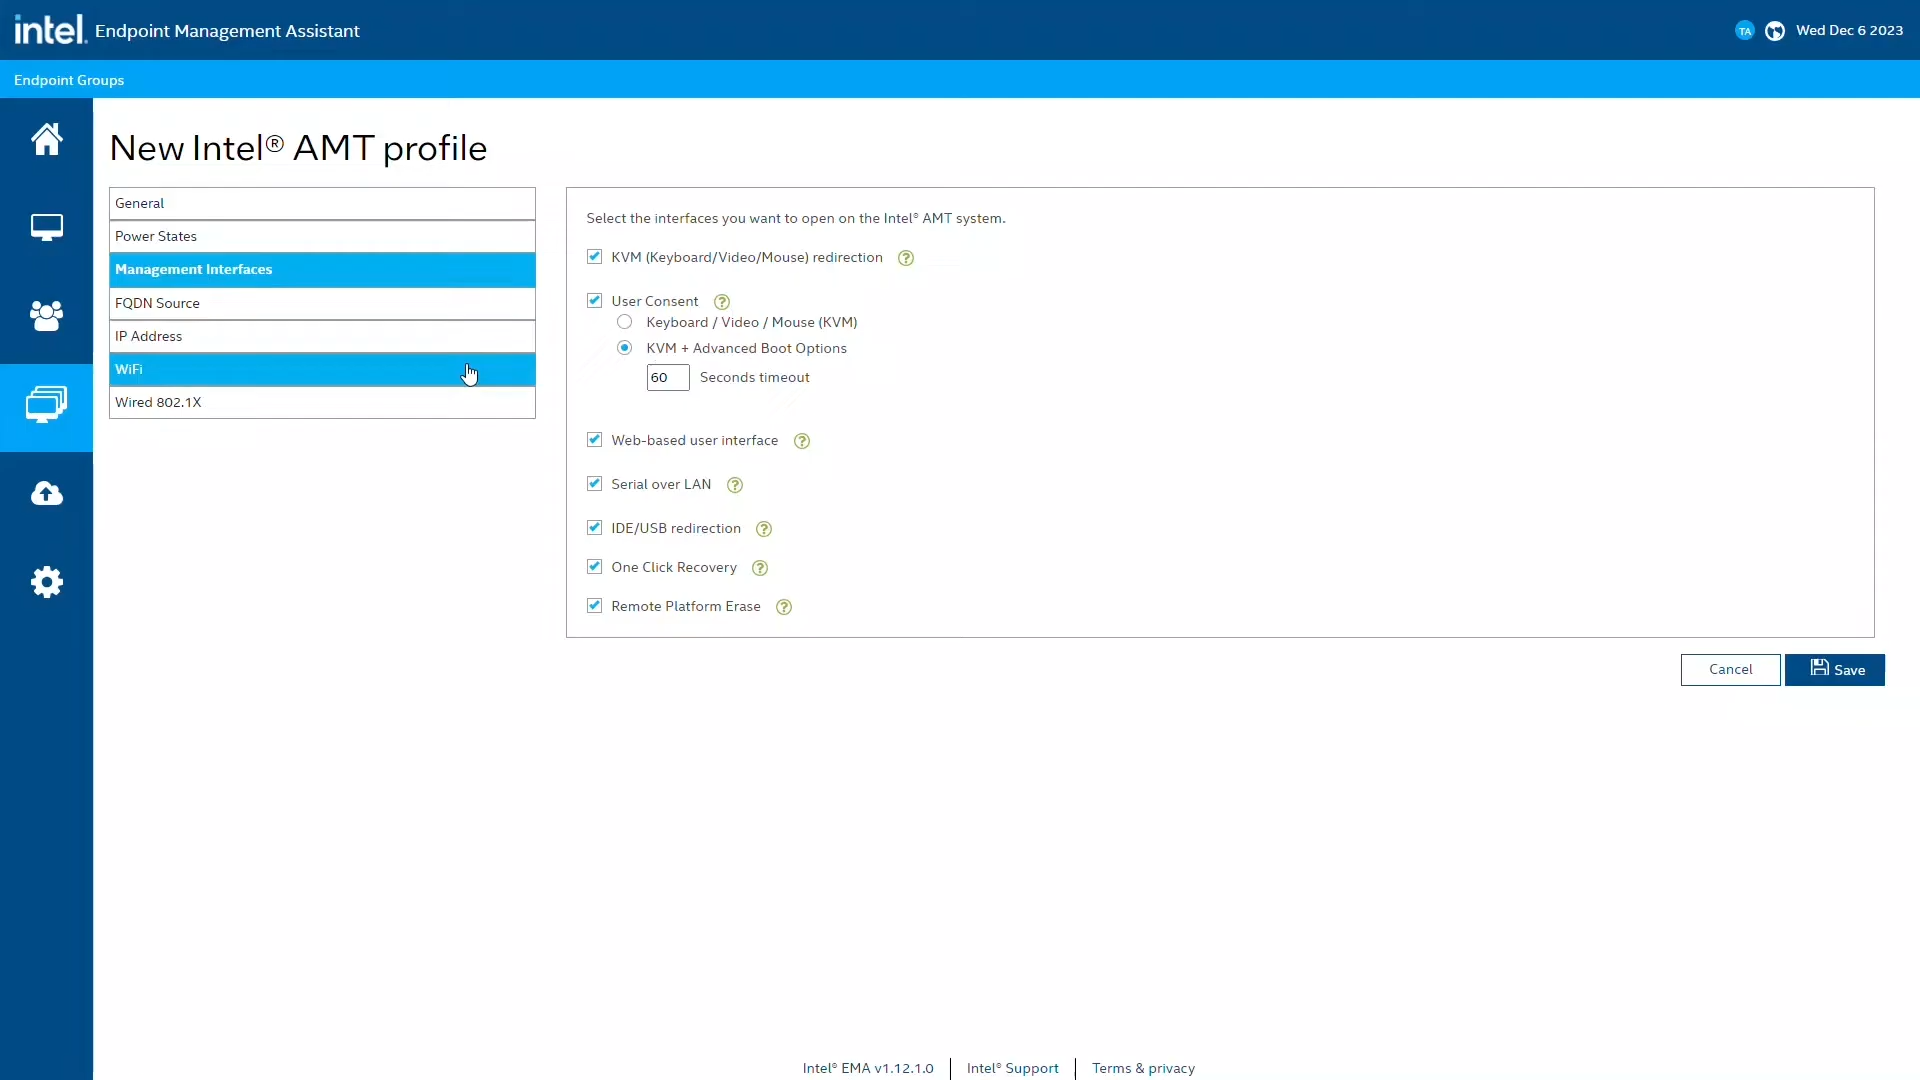 intel. Endpoint Management Assistant
TA Wed Dec 6 2023
Endpoint Groups
New Intel® AMT profile
General
Power States
Management Interfaces
FQDN Source
IP Address
WiFi
Wired 802.1X
Select the interfaces you want to open on the Intel® AMT system.
KVM (Keyboard/Video/Mouse) redirection ?
User Consent ?
Keyboard / Video / Mouse (KVM)
KVM + Advanced Boot Options
60 Seconds timeout
Web-based user interface ?
Serial over LAN ?
IDE/USB redirection ?
One Click Recovery ?
Remote Platform Erase ?
Cancel Save
Intel® EMA v1.12.1.0 Intel® Support Terms & privacy